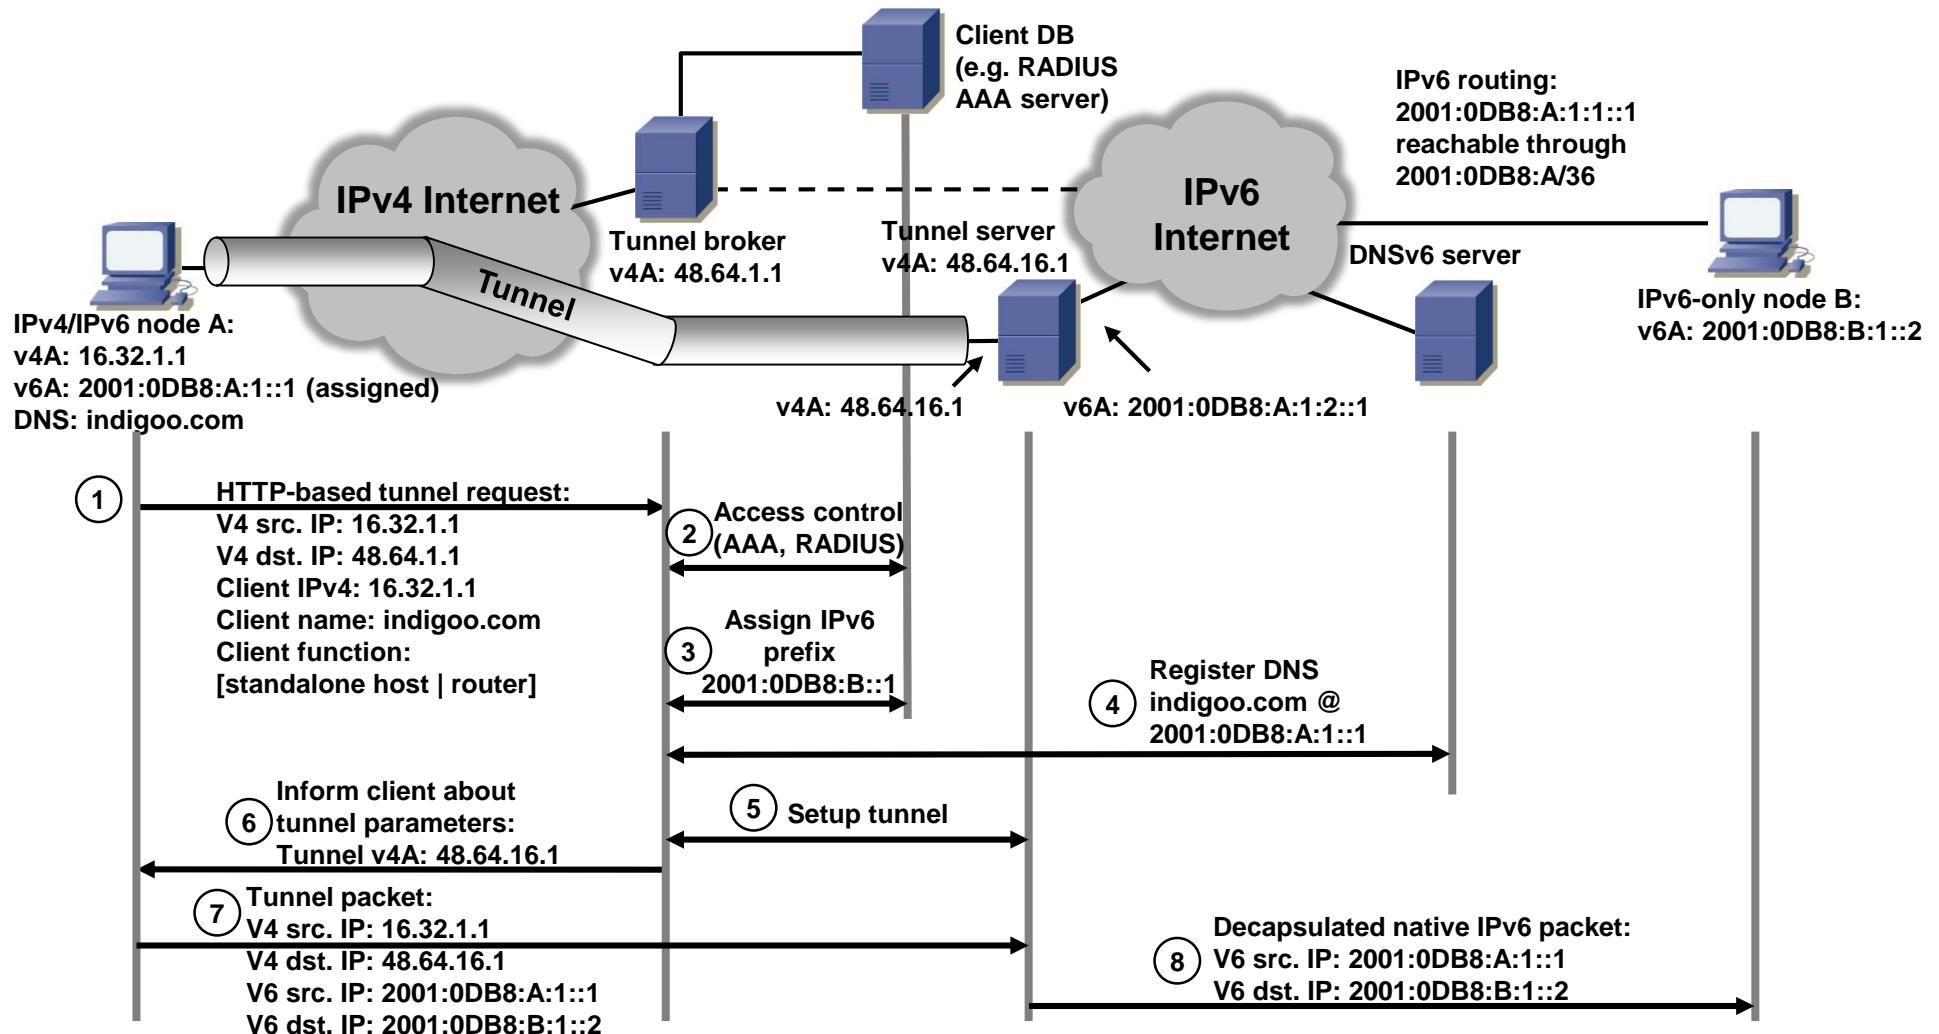 Client DB
(e.g. RADIUS
AAA server)
IPv6 routing:
2001:0DB8:A:1:1::1
reachable through
2001:0DB8:A/36
IPv4 Internet
IPv6
Internet
Tunnel
Tunnel broker
v4A: 48.64.1.1
Tunnel server
v4A: 48.64.16.1
DNSv6 server
IPv6-only node B:
v6A: 2001:0DB8:B:1::2
IPv4/IPv6 node A:
v4A: 16.32.1.1
v6A: 2001:0DB8:A:1::1 (assigned)
DNS: indigoo.com
v4A: 48.64.16.1
v6A: 2001:0DB8:A:1:2::1
1
HTTP-based tunnel request:
V4 src. IP: 16.32.1.1
V4 dst. IP: 48.64.1.1
Client IPv4: 16.32.1.1
Client name: indigoo.com
Client function:
[standalone host | router]
2
Access control
(AAA, RADIUS)
3
Assign IPv6
prefix
2001:0DB8:B::1
4
Register DNS
indigoo.com @
2001:0DB8:A:1::1
5
Setup tunnel
6
Inform client about
tunnel parameters:
Tunnel v4A: 48.64.16.1
7
Tunnel packet:
V4 src. IP: 16.32.1.1
V4 dst. IP: 48.64.16.1
V6 src. IP: 2001:0DB8:A:1::1
V6 dst. IP: 2001:0DB8:B:1::2
8
Decapsulated native IPv6 packet:
V6 src. IP: 2001:0DB8:A:1::1
V6 dst. IP: 2001:0DB8:B:1::2